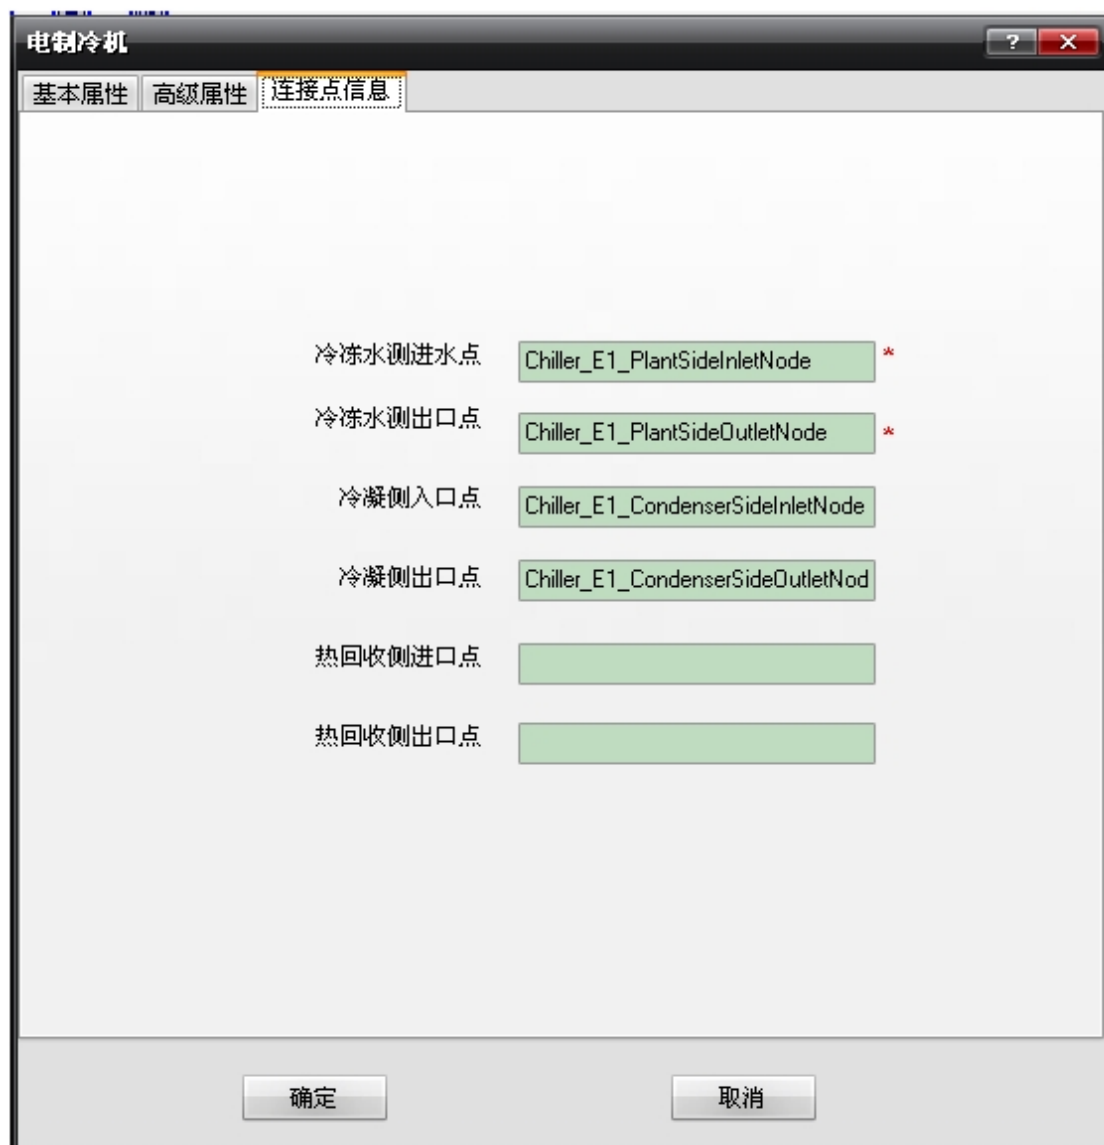 电制冷机
?
X
基本属性 高级属性 连接点信息
冷冻水测进水点 Chiller_E1_PlantSideInletNode *
冷冻水测出口点 Chiller_E1_PlantSideOutletNode *
冷凝侧入口点 Chiller_E1_CondenserSideInletNode
冷凝侧出口点 Chiller_E1_CondenserSideOutletNod
热回收侧进口点
热回收侧出口点
确定 取消